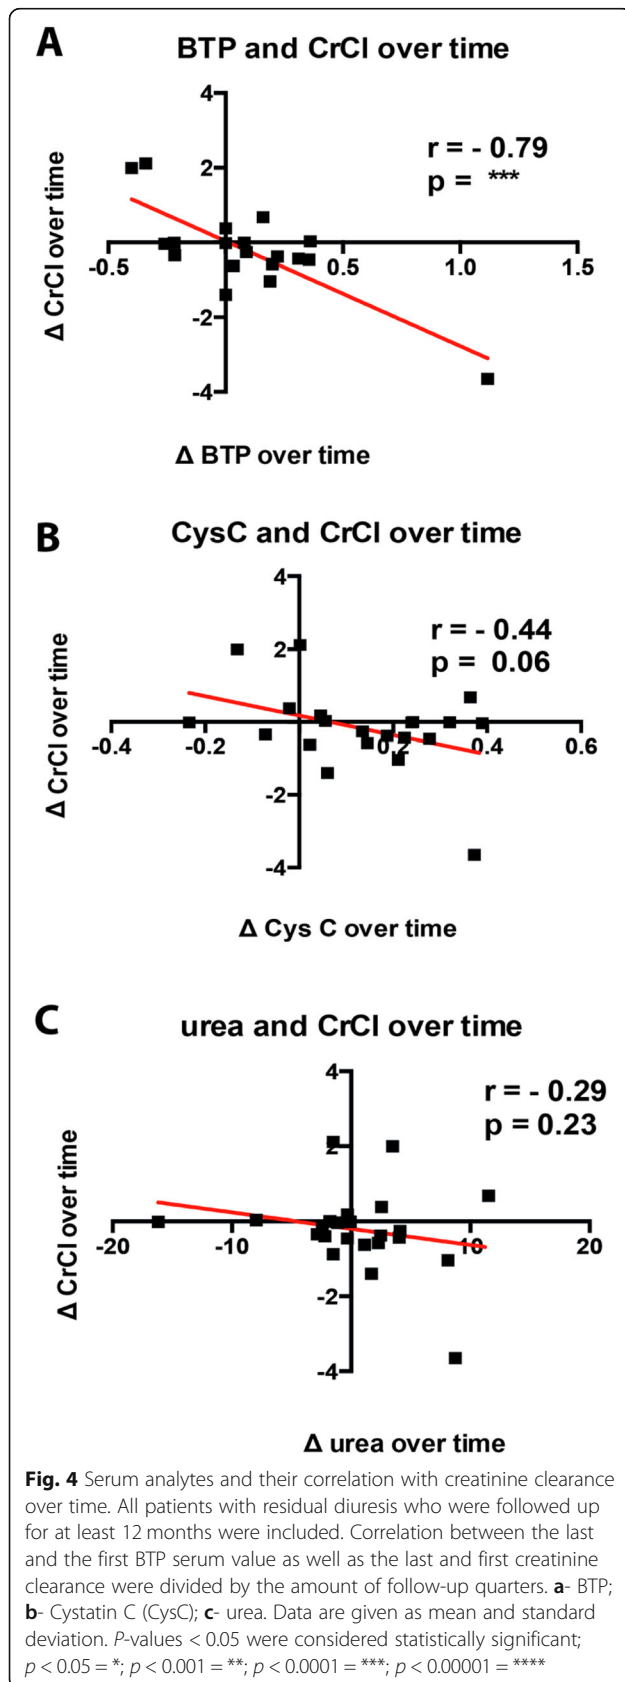 A
BTP and CrCl over time
r = - 0.79
p = ***
Δ CrCl over time
4
2
-2
-4
-0.5
0.5
1.0
1.5
Δ BTP over time
B
CysC and CrCl over time
r = - 0.44
p = 0.06
Δ CrCl over time
4
2
-2
-4
-0.4
-0.2
0.2
0.4
0.6
Δ Cys C over time
C
urea and CrCl over time
r = - 0.29
p = 0.23
Δ CrCl over time
4
2
-2
-4
-20
-10
10
20
Δ urea over time
Fig. 4 Serum analytes and their correlation with creatinine clearance
over time. All patients with residual diuresis who were followed up
for at least 12 months were included. Correlation between the last
and the first BTP serum value as well as the last and first creatinine
clearance were divided by the amount of follow-up quarters. a- BTP;
b- Cystatin C (CysC); c- urea. Data are given as mean and standard
deviation. P-values < 0.05 were considered statistically significant;
p < 0.05 = *; p < 0.001 = **; p < 0.0001 = ***; p < 0.00001 = ****